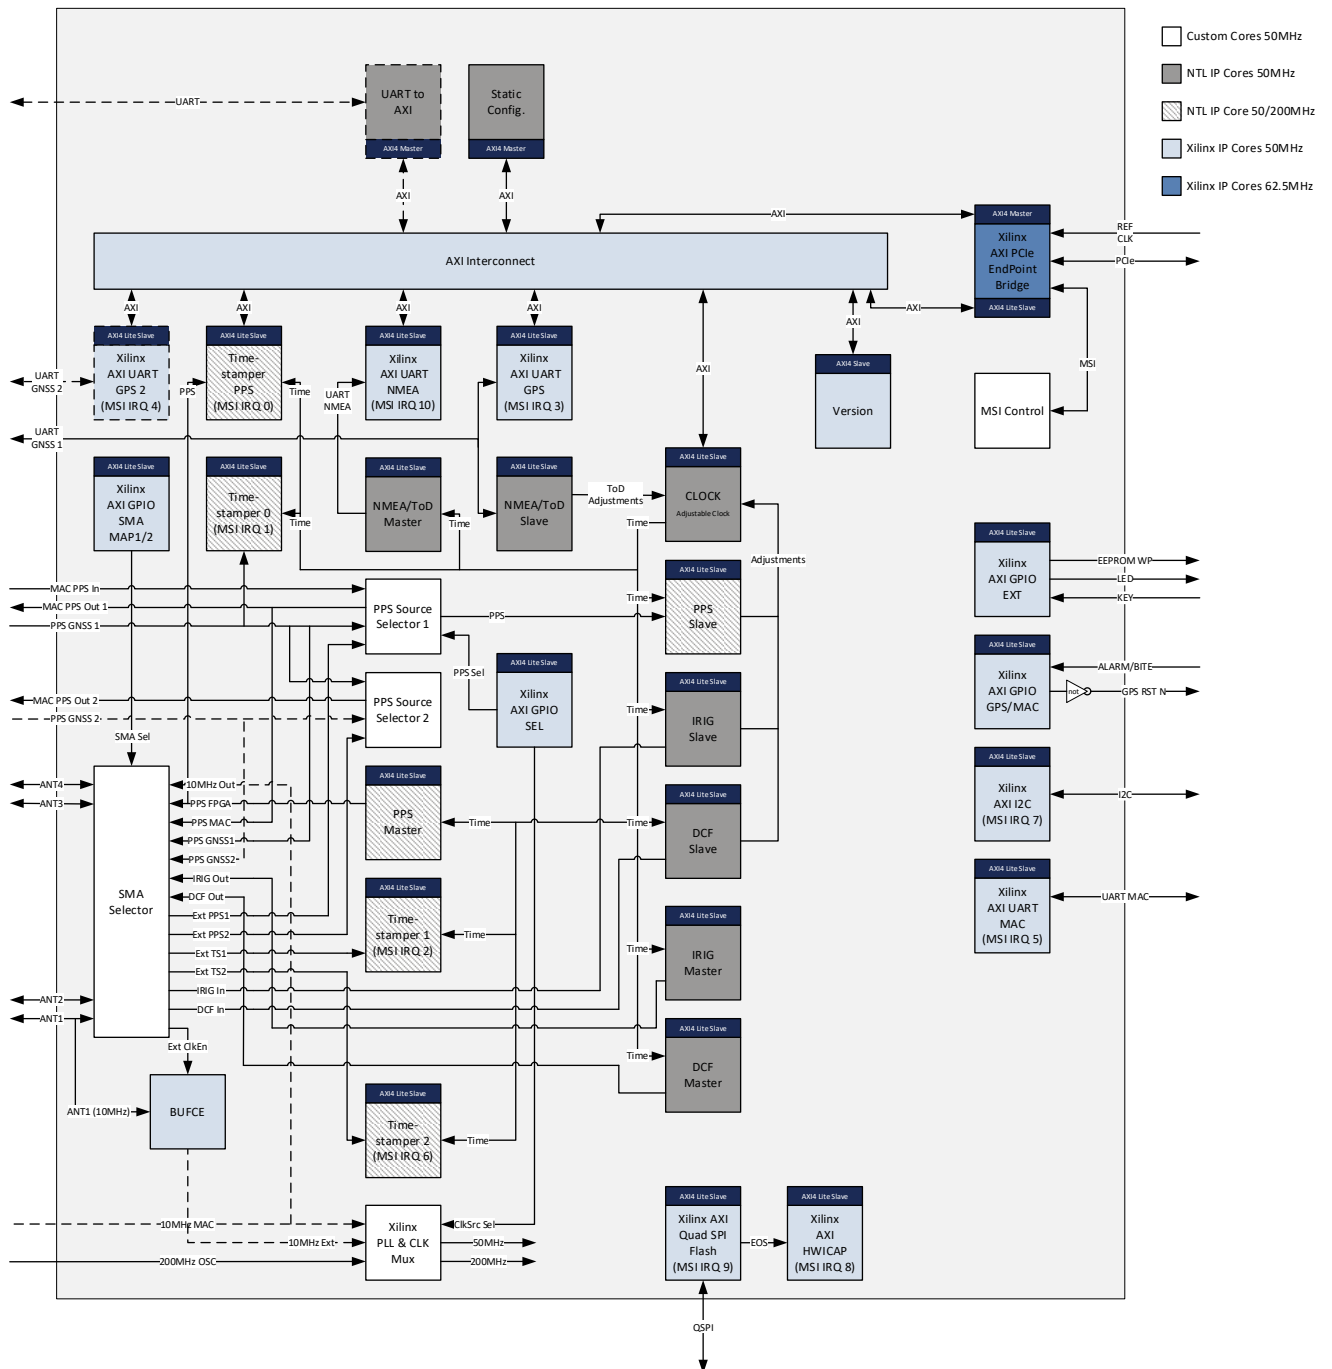 Custom Cores 50MHz
NTL IP Cores 50MHz
NTL IP Core 50/200MHz
Xilinx IP Cores 50MHz
Xilinx IP Cores 62.5MHz
UART
UART to
AXI
AXI4 Master
Static
Config.
AXI4 Master
AXI
AXI
AXI
AXI4 Master
Xilinx
AXI PCIe
EndPoint
Bridge
AXI4 Lite Slave
REF
CLK
PCIe
AXI Interconnect
AXI
AXI
AXI
AXI
AXI
AXI
AXI
MSI
AXI4 Lite Slave
Xilinx
AXI UART
GPS 2
(MSI IRQ 4)
AXI4 Lite Slave
Time-
stamper
PPS
(MSI IRQ 0)
AXI4 Lite Slave
Xilinx
AXI UART
NMEA
(MSI IRQ 10)
AXI4 Lite Slave
Xilinx
AXI UART
GPS
(MSI IRQ 3)
AXI4 Slave
Version
MSI Control
UART
GNSS 2
PPS
Time
UART
NMEA
UART
GNSS 1
AXI4 Lite Slave
Xilinx
AXI GPIO
SMA
MAP1/2
AXI4 Lite Slave
Time-
stamper 0
(MSI IRQ 1)
Time
AXI4 Lite Slave
NMEA/ToD
Master
Time
AXI4 Lite Slave
NMEA/ToD
Slave
ToD
Adjustments
AXI4 Lite Slave
CLOCK
Adjustable Clock
Time
Adjustments
AXI4 Lite Slave
Xilinx
AXI GPIO
EXT
EEPROM WP
LED
KEY
MAC PPS In
MAC PPS Out 1
PPS GNSS 1
PPS Source
Selector 1
PPS
Time
AXI4 Lite Slave
PPS
Slave
AXI4 Lite Slave
Xilinx
AXI GPIO
GPS/MAC
ALARM/BITE
not
GPS RST N
MAC PPS Out 2
PPS GNSS 2
PPS Source
Selector 2
PPS Sel
AXI4 Lite Slave
Xilinx
AXI GPIO
SEL
Time
AXI4 Lite Slave
IRIG
Slave
SMA Sel
AXI4 Lite Slave
Xilinx
AXI I2C
(MSI IRQ 7)
I2C
ANT4
ANT3
SMA
Selector
10MHz Out
PPS FPGA
PPS MAC
PPS GNSS1
PPS GNSS2
IRIG Out
DCF Out
Ext PPS1
Ext PPS2
Ext TS1
Ext TS2
IRIG In
DCF In
AXI4 Lite Slave
PPS
Master
Time
Time
AXI4 Lite Slave
DCF
Slave
AXI4 Lite Slave
Xilinx
AXI UART
MAC
(MSI IRQ 5)
UART MAC
AXI4 Lite Slave
Time-
stamper 1
(MSI IRQ 2)
Time
Time
AXI4 Lite Slave
IRIG
Master
ANT2
ANT1
Ext ClkEn
ANT1 (10MHz)
BUFCE
Time
AXI4 Lite Slave
DCF
Master
AXI4 Lite Slave
Time-
stamper 2
(MSI IRQ 6)
Time
10MHz MAC
10MHz Ext
200MHz OSC
Xilinx
PLL & CLK
Mux
ClkSrc Sel
50MHz
200MHz
AXI4 Lite Slave
Xilinx AXI
Quad SPI
Flash
(MSI IRQ 9)
EOS
AXI4 Lite Slave
Xilinx
AXI
HWICAP
(MSI IRQ 8)
QSPI